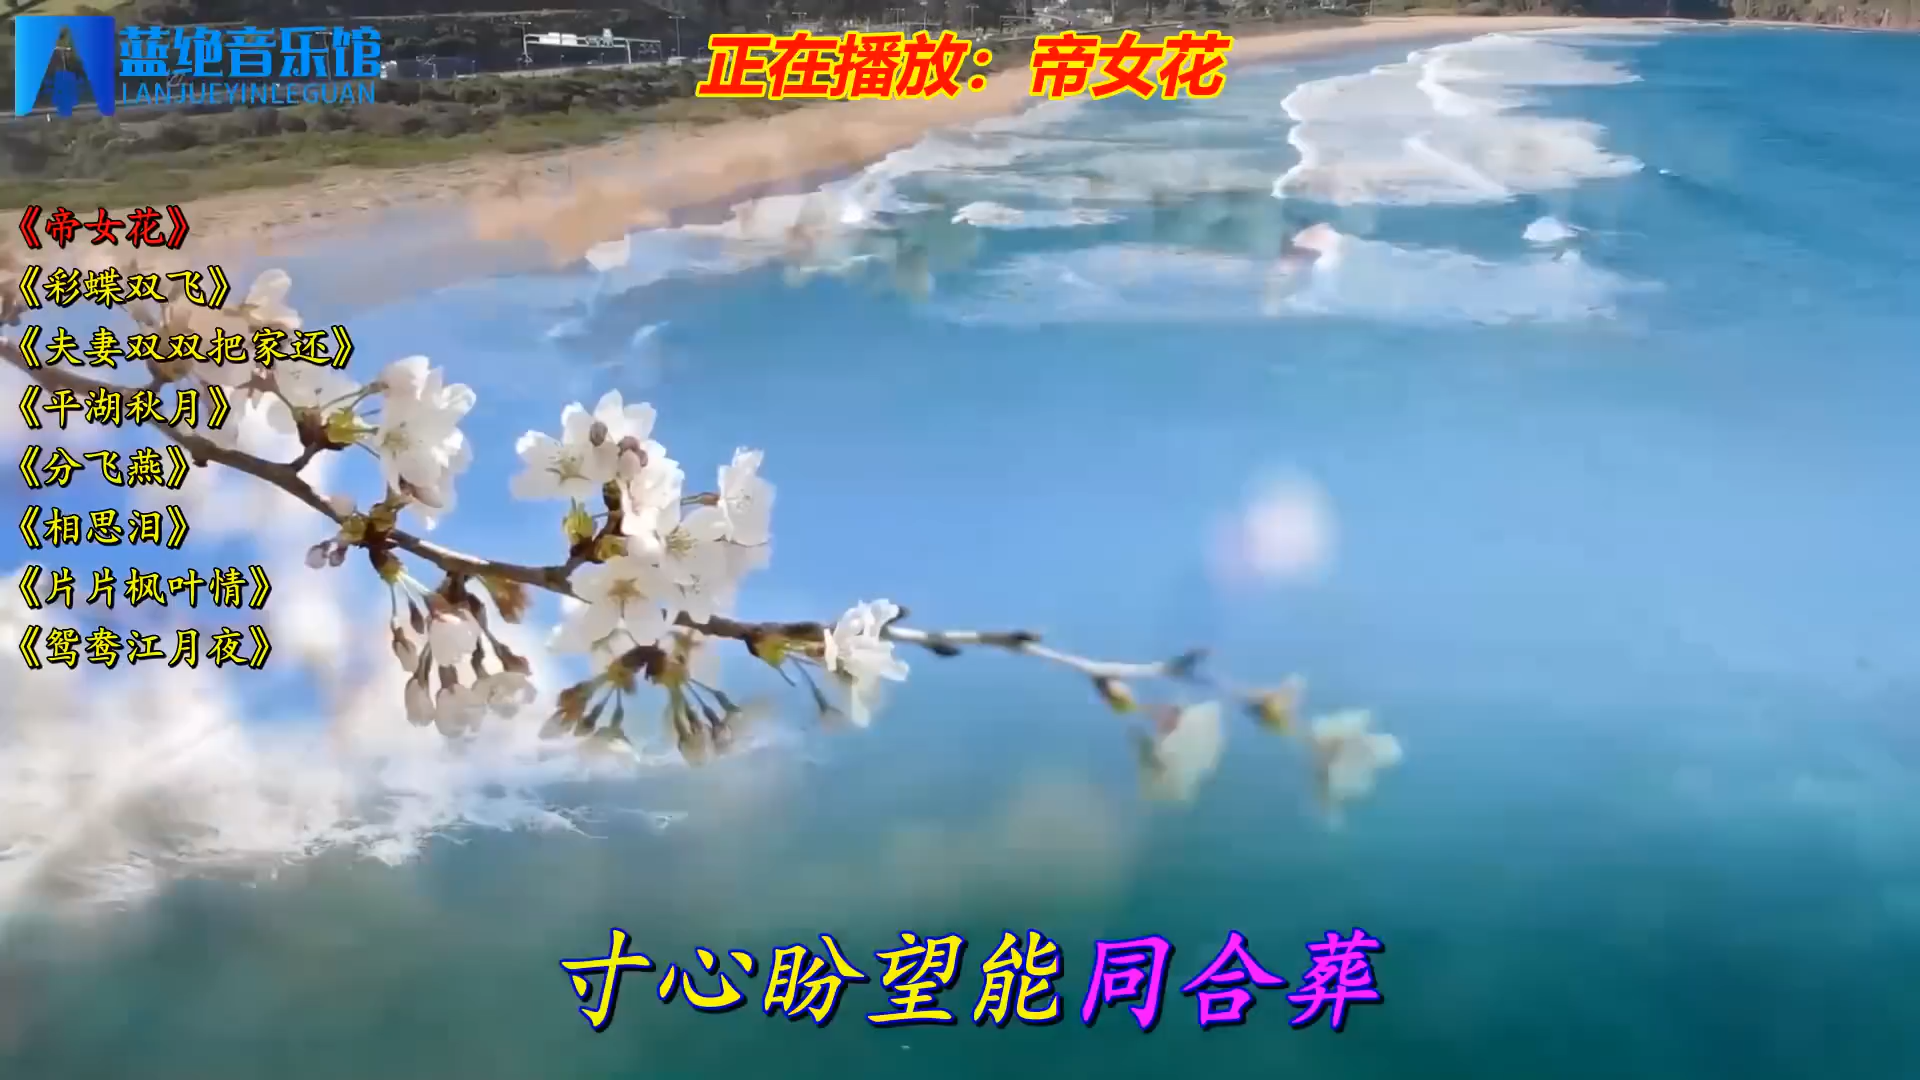 蓝绝音乐馆
LANJUEYINLEGUAN
正在播放：帝女花
《帝女花》
《彩蝶双飞》
《夫妻双双把家还》
《平湖秋月》
《分飞燕》
《相思泪》
《片片枫叶情》
《鸳鸯江月夜》
寸心盼望能同合葬